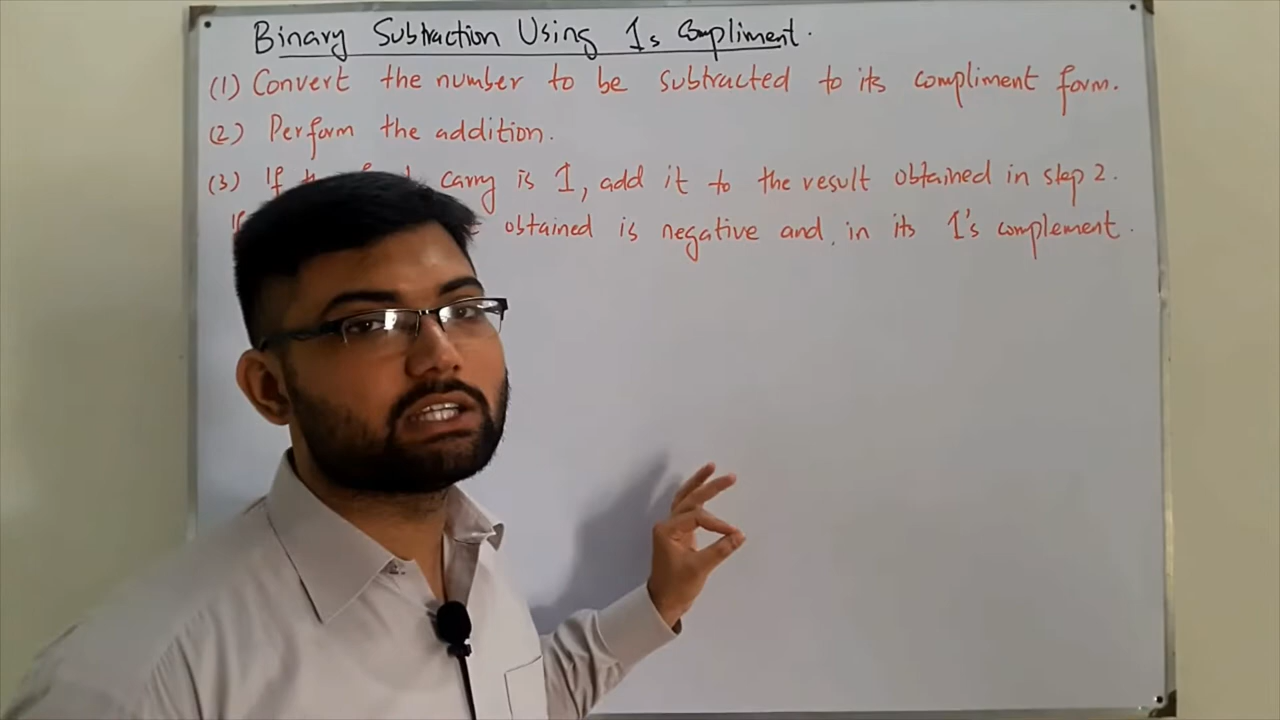 Binary Subtraction Using 1s Compliment.
(1) Convert the number to be subtracted to its compliment form.
(2) Perform the addition.
(3) If carry is 1, add it to the result obtained in step 2.
obtained is negative and in its 1's complement.